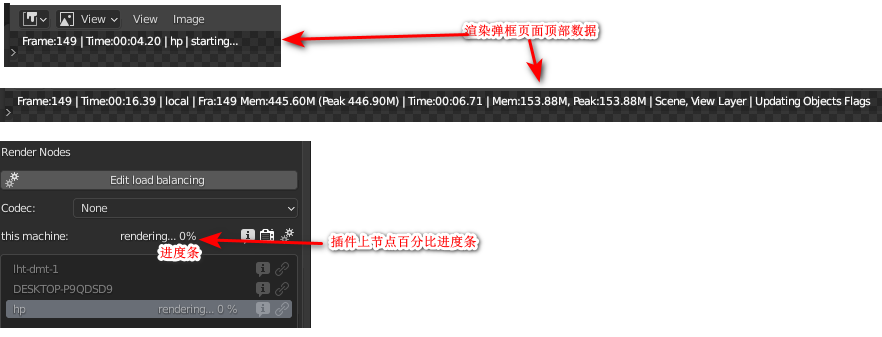 View View Image
Frame:149 | Time:00:04.20 | hp | starting...
渲染弹框页面顶部数据
Frame:149 | Time:00:16.39 | local | Fra:149 Mem:445.60M (Peak 446.90M) | Time:00:06.71 | Mem:153.88M, Peak:153.88M | Scene, View Layer | Updating Objects Flags
Render Nodes
Edit load balancing
Codec: None
this machine: rendering... 0%
插件上节点百分比进度条
进度条
lht-dmt-1
DESKTOP-P9QDSD9
hp rendering... 0 %